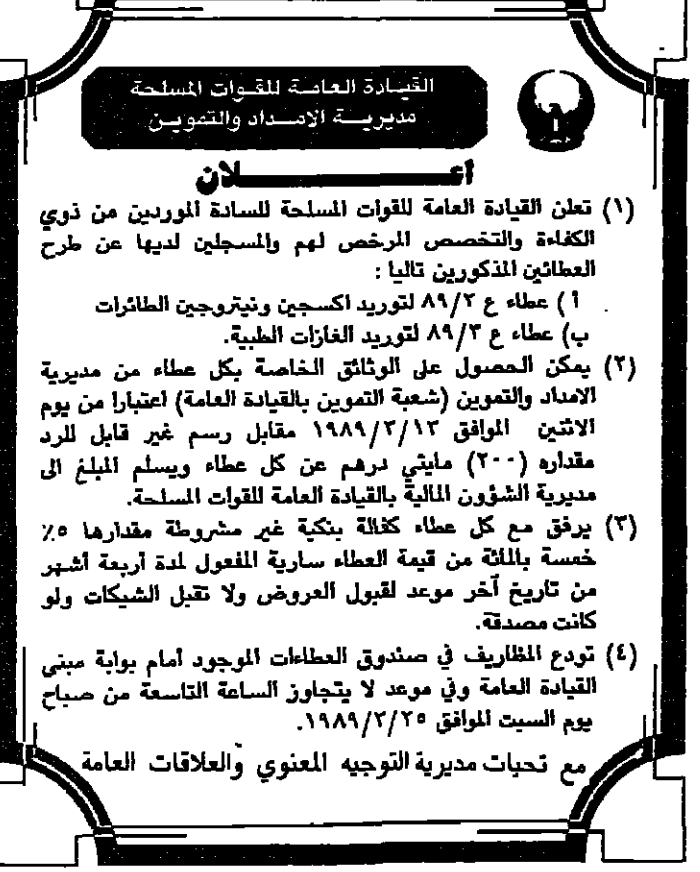 القيادة العامة للقوات المسلحة
مديرية الامداد والتموين
اعلان
(١) تعلن القيادة العامة للقوات المسلحة للسادة الموردين من ذوي
الكفاءة والتخصص المرخص لهم والمسجلين لديها عن طرح
العطائين المذكورين تاليا :
أ ) عطاء ع ٨٩/٢ لتوريد اكسجين ونيتروجين الطائرات
ب) عطاء ع ٨٩/٣ لتوريد الغازات الطبية.
(٢) يمكن الحصول على الوثائق الخاصة بكل عطاء من مديرية
الامداد والتموين (شعبة التموين بالقيادة العامة) اعتبارا من يوم
الاثنين الموافق ١٩٨٩/٢/١٣ مقابل رسم غير قابل للرد
مقداره (٢٠٠) مايتي درهم عن كل عطاء ويسلم المبلغ الى
مديرية الشؤون المالية بالقيادة العامة للقوات المسلحة.
(٣) يرفق مع كل عطاء كفالة بنكية غير مشروطة مقدارها ٥٪
خمسة بالمائة من قيمة العطاء سارية المفعول لمدة أربعة أشهر
من تاريخ آخر موعد لقبول العروض ولا تقبل الشيكات ولو
كانت مصدقة.
(٤) تودع المظاريف في صندوق العطاءات الموجود أمام بوابة مبنى
القيادة العامة وفي موعد لا يتجاوز الساعة التاسعة من صباح
يوم السبت الموافق ١٩٨٩/٢/٢٥.
مع تحيات مديرية التوجيه المعنوي والعلاقات العامة